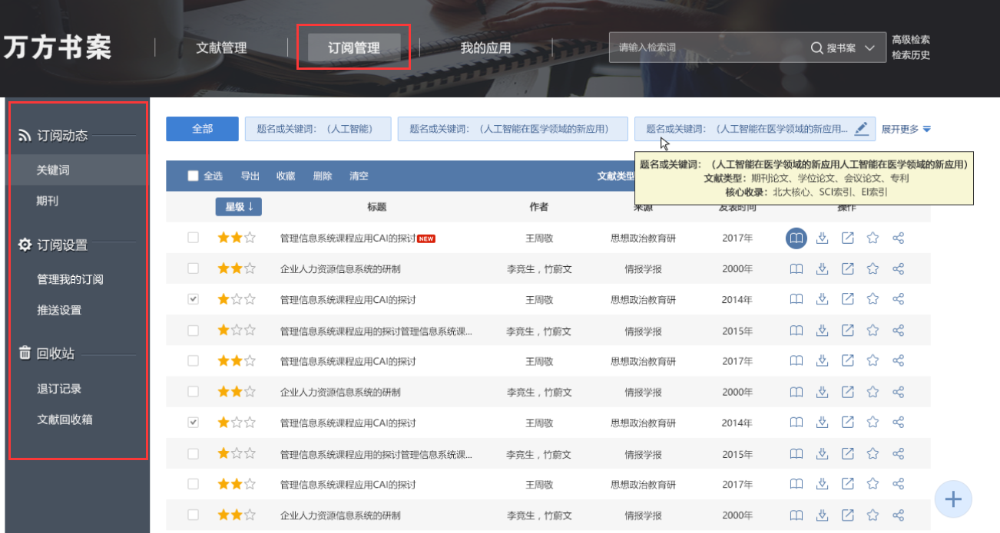 万方书案
文献管理
订阅管理
我的应用
请输入检索词
搜书案
高级检索
检索历史
订阅动态
关键词
期刊
订阅设置
管理我的订阅
推送设置
回收站
退订记录
文献回收箱
全部
题名或关键词：（人工智能）
题名或关键词：（人工智能在医学领域的新应用）
题名或关键词：（人工智能在医学领域的新应用...
展开更多
题名或关键词：（人工智能在医学领域的新应用人工智能在医学领域的新应用）
文献类型：期刊论文、学位论文、会议论文、专利
核心收录：北大核心、SCI索引、EI索引
全选 导出 收藏 删除 清空 文献类型
星级↓ 标题 作者 来源 发表时间 操作
管理信息系统课程应用CAI的探讨 NEW 王周敬 思想政治教育研 2017年
企业人力资源信息系统的研制 李竞生，竹蔚文 情报学报 2000年
管理信息系统课程应用CAI的探讨 王周敬 思想政治教育研 2014年
管理信息系统课程应用的探讨管理信息系统课... 李竞生，竹蔚文 情报学报 2015年
管理信息系统课程应用CAI的探讨 王周敬 思想政治教育研 2017年
企业人力资源信息系统的研制 李竞生，竹蔚文 情报学报 2000年
管理信息系统课程应用CAI的探讨 王周敬 思想政治教育研 2014年
管理信息系统课程应用的探讨管理信息系统课... 李竞生，竹蔚文 情报学报 2015年
管理信息系统课程应用CAI的探讨 王周敬 思想政治教育研 2017年
企业人力资源信息系统的研制 李竞生，竹蔚文 情报学报 2000年